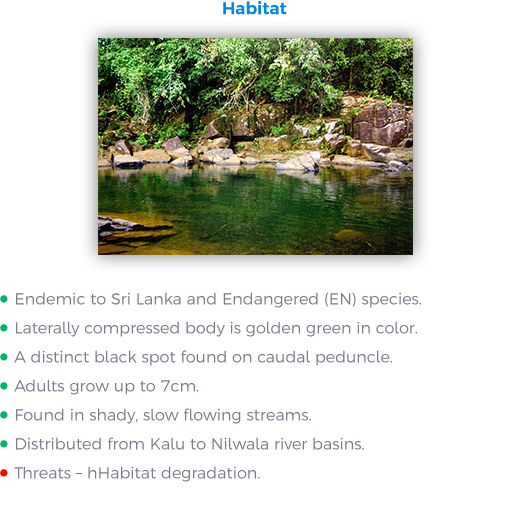 Habitat
Endemic to Sri Lanka and Endangered (EN) species.
Laterally compressed body is golden green in color.
A distinct black spot found on caudal peduncle.
Adults grow up to 7cm.
Found in shady, slow flowing streams.
Distributed from Kalu to Nilwala river basins.
Threats – hHabitat degradation.